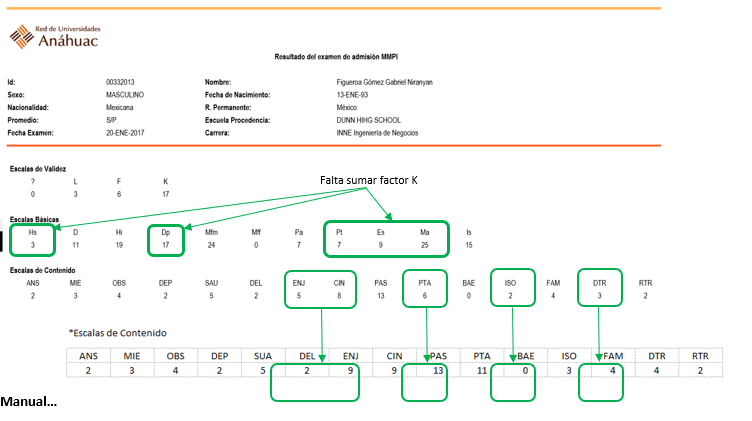 Red de Universidades
Anáhuac
Resultado del examen de admisión MMPI
Id: 00332013 Nombre: Figueroa Gómez Gabriel Niranyan
Sexo: MASCULINO Fecha de Nacimiento: 13-ENE-93
Nacionalidad: Mexicana R. Permanente: México
Promedio: S/P Escuela Procedencia: DUNN HIHG SCHOOL
Fecha Examen: 20-ENE-2017 Carrera: INNE Ingeniería de Negocios
Escalas de Validez
? L F K
0 3 6 17
Falta sumar factor K
Escalas Básicas
Hs D Hi Dp Mfm Mff Pa Pt Es Ma Is
3 11 19 17 24 0 7 7 9 25 15
Escalas de Contenido
ANS MIE OBS DEP SAU DEL ENJ CIN PAS PTA BAE ISO FAM DTR RTR
2 3 4 2 5 2 5 8 13 6 0 2 4 3 2
*Escalas de Contenido
ANS MIE OBS DEP SUA DEL ENJ CIN PAS PTA BAE ISO FAM DTR RTR
2 3 4 2 5 2 9 9 13 11 0 3 4 4 2
Manual...